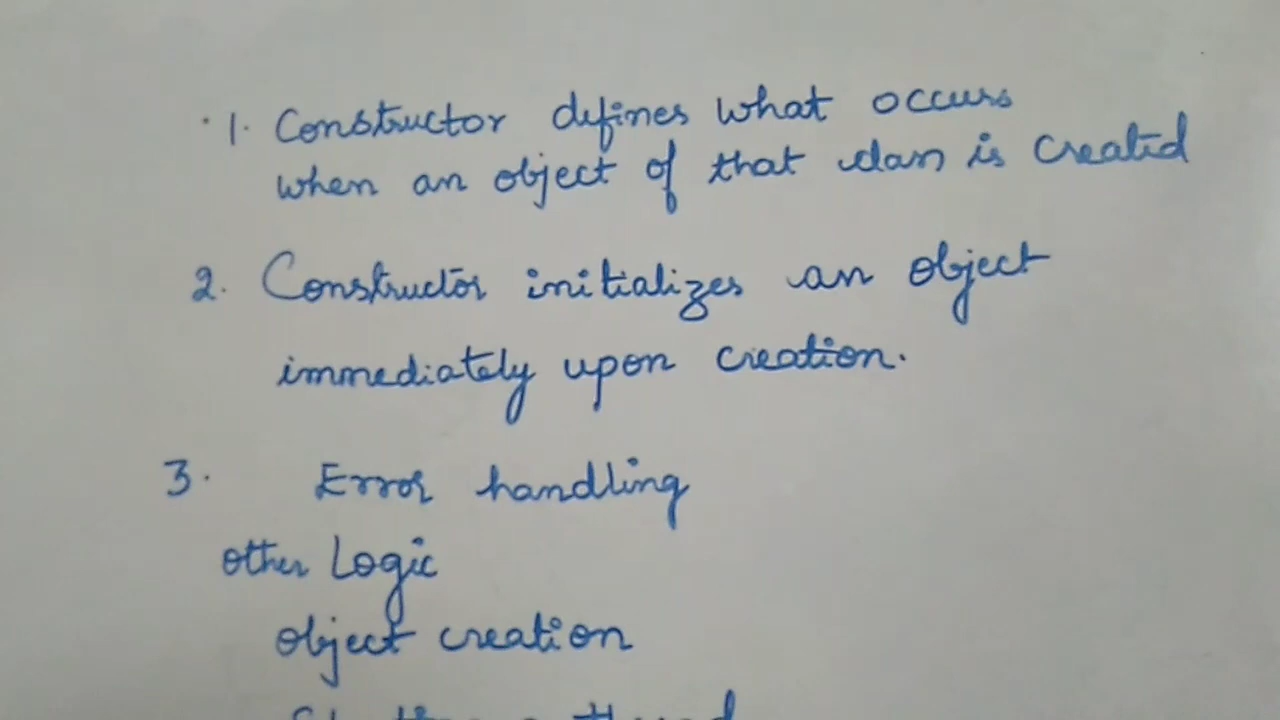 1. Constructor defines what occurs
when an object of that class is created
2. Constructor initializes an object
immediately upon creation.
3. Error handling
other Logic
object creation